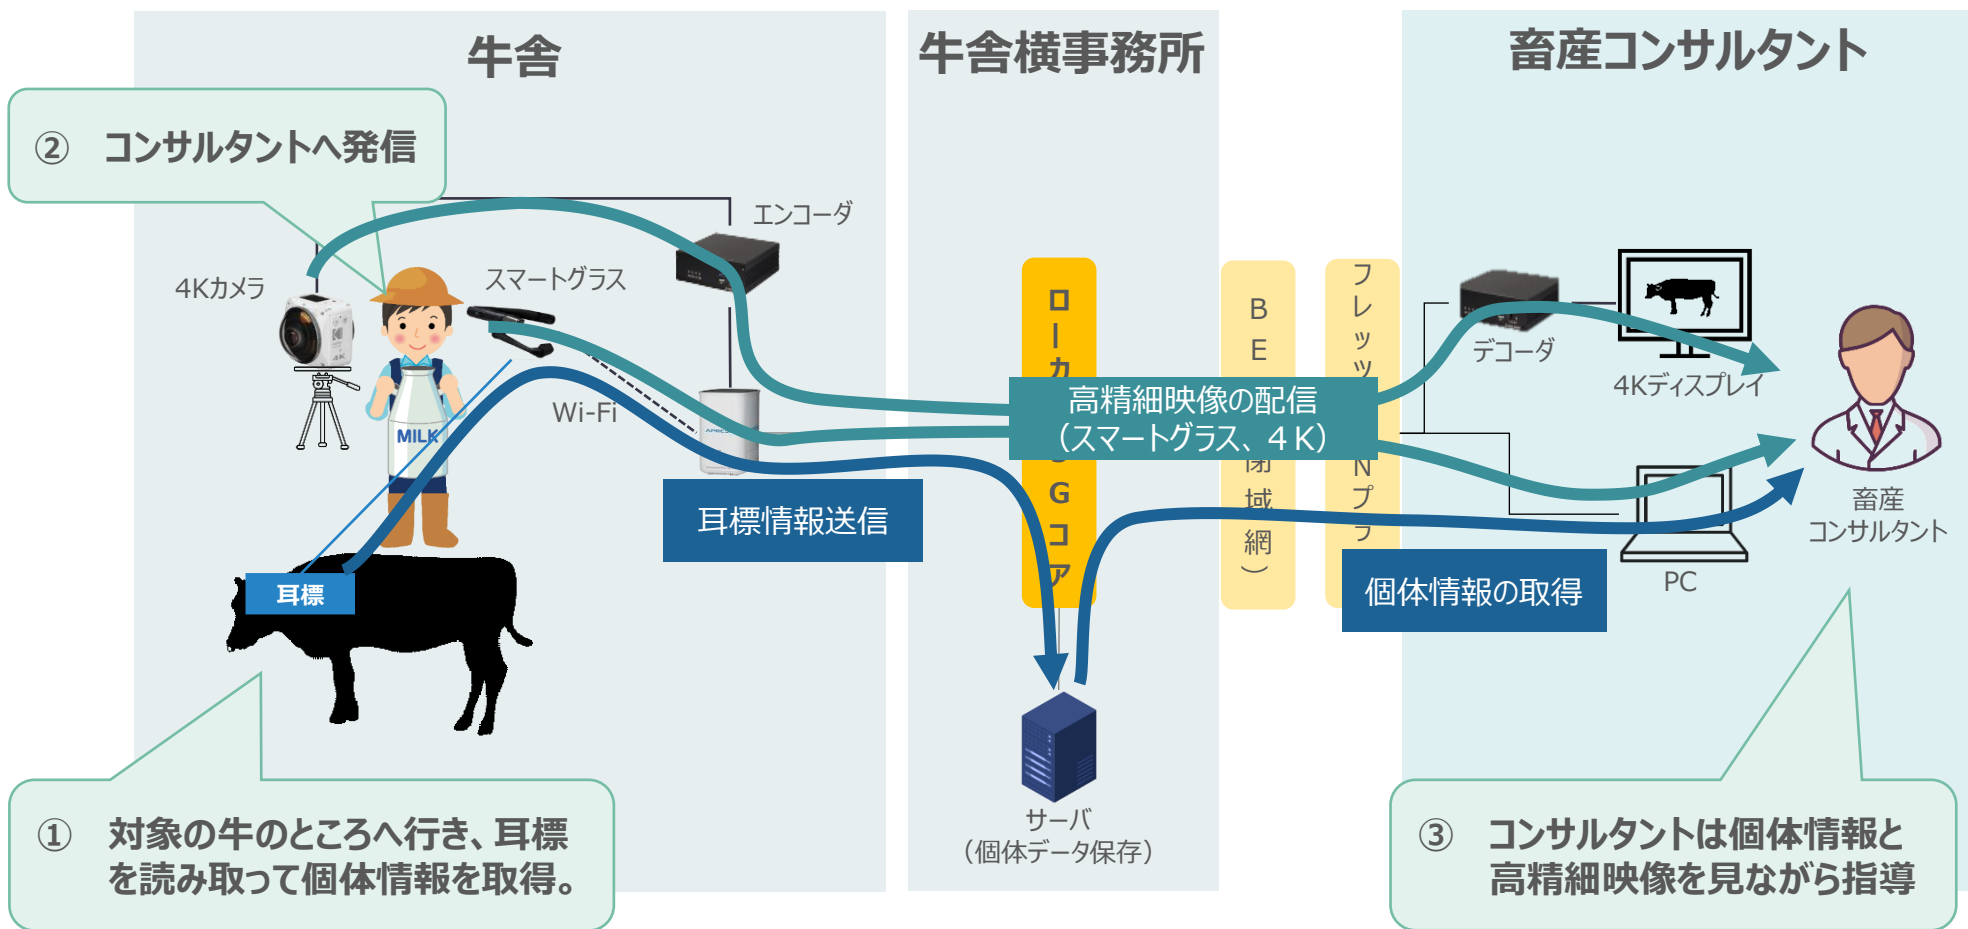 牛舎
牛舎横事務所
畜産コンサルタント
② コンサルタントへ発信
エンコーダ
4Kカメラ
スマートグラス
Wi-Fi
4K
MILK
耳標
耳標情報送信
ローカ
G
コア
BE
閉域網）
フレッツ
Nプ
高精細映像の配信
（スマートグラス、４K）
デコーダ
4Kディスプレイ
PC
個体情報の取得
畜産
コンサルタント
サーバ
（個体データ保存）
① 対象の牛のところへ行き、耳標
を読み取って個体情報を取得。
③ コンサルタントは個体情報と
高精細映像を見ながら指導